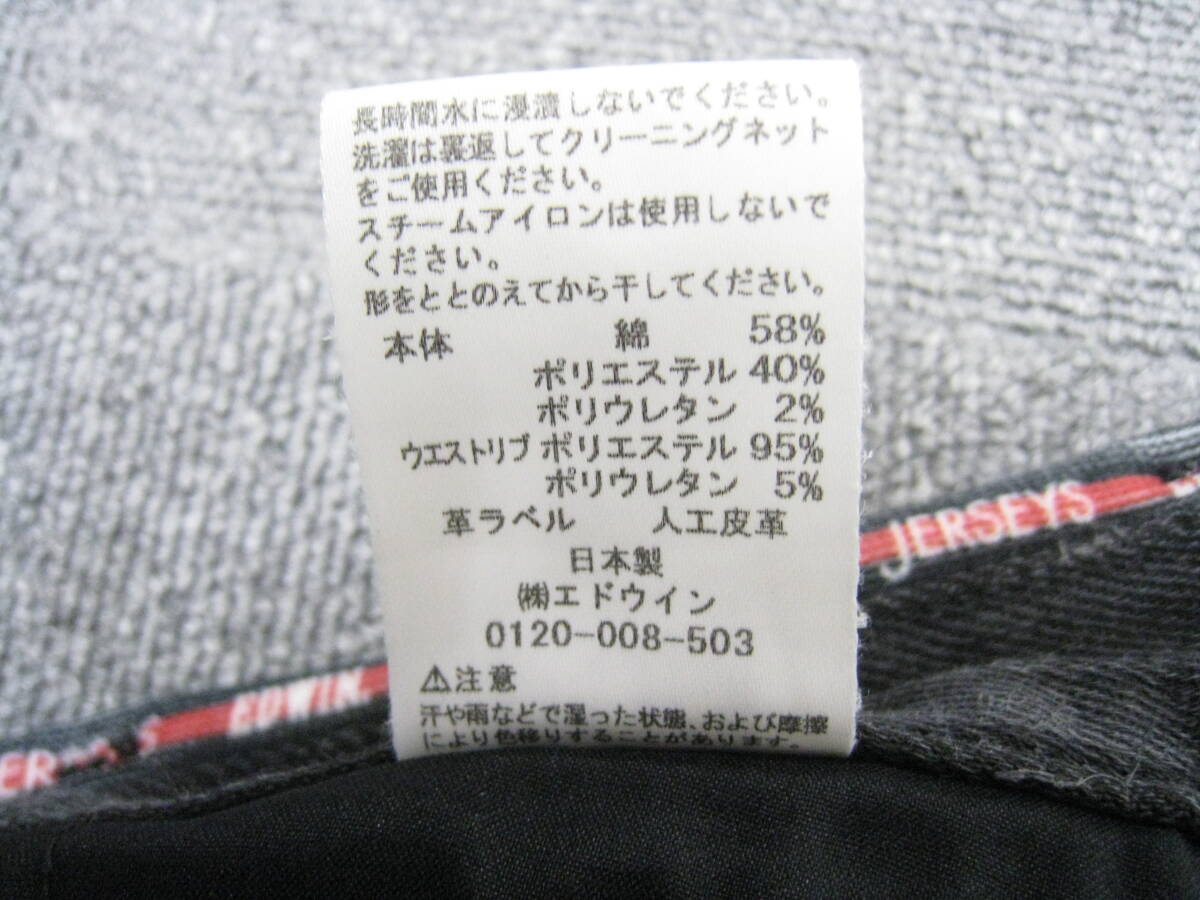 長時間水に浸漬しないでください。
洗濯は裏返してクリーニングネット
をご使用ください。
スチームアイロンは使用しないで
ください。
形をととのえてから干してください。
本体 綿 58%
ポリエステル 40%
ポリウレタン 2%
ウエストリブ ポリエステル 95%
ポリウレタン 5%
革ラベル 人工皮革
日本製
㈱エドウイン
0120-008-503
⚠注意
汗や雨などで湿った状態、および摩擦
により色移りすることがあります。
JERSEYS
EDWIN